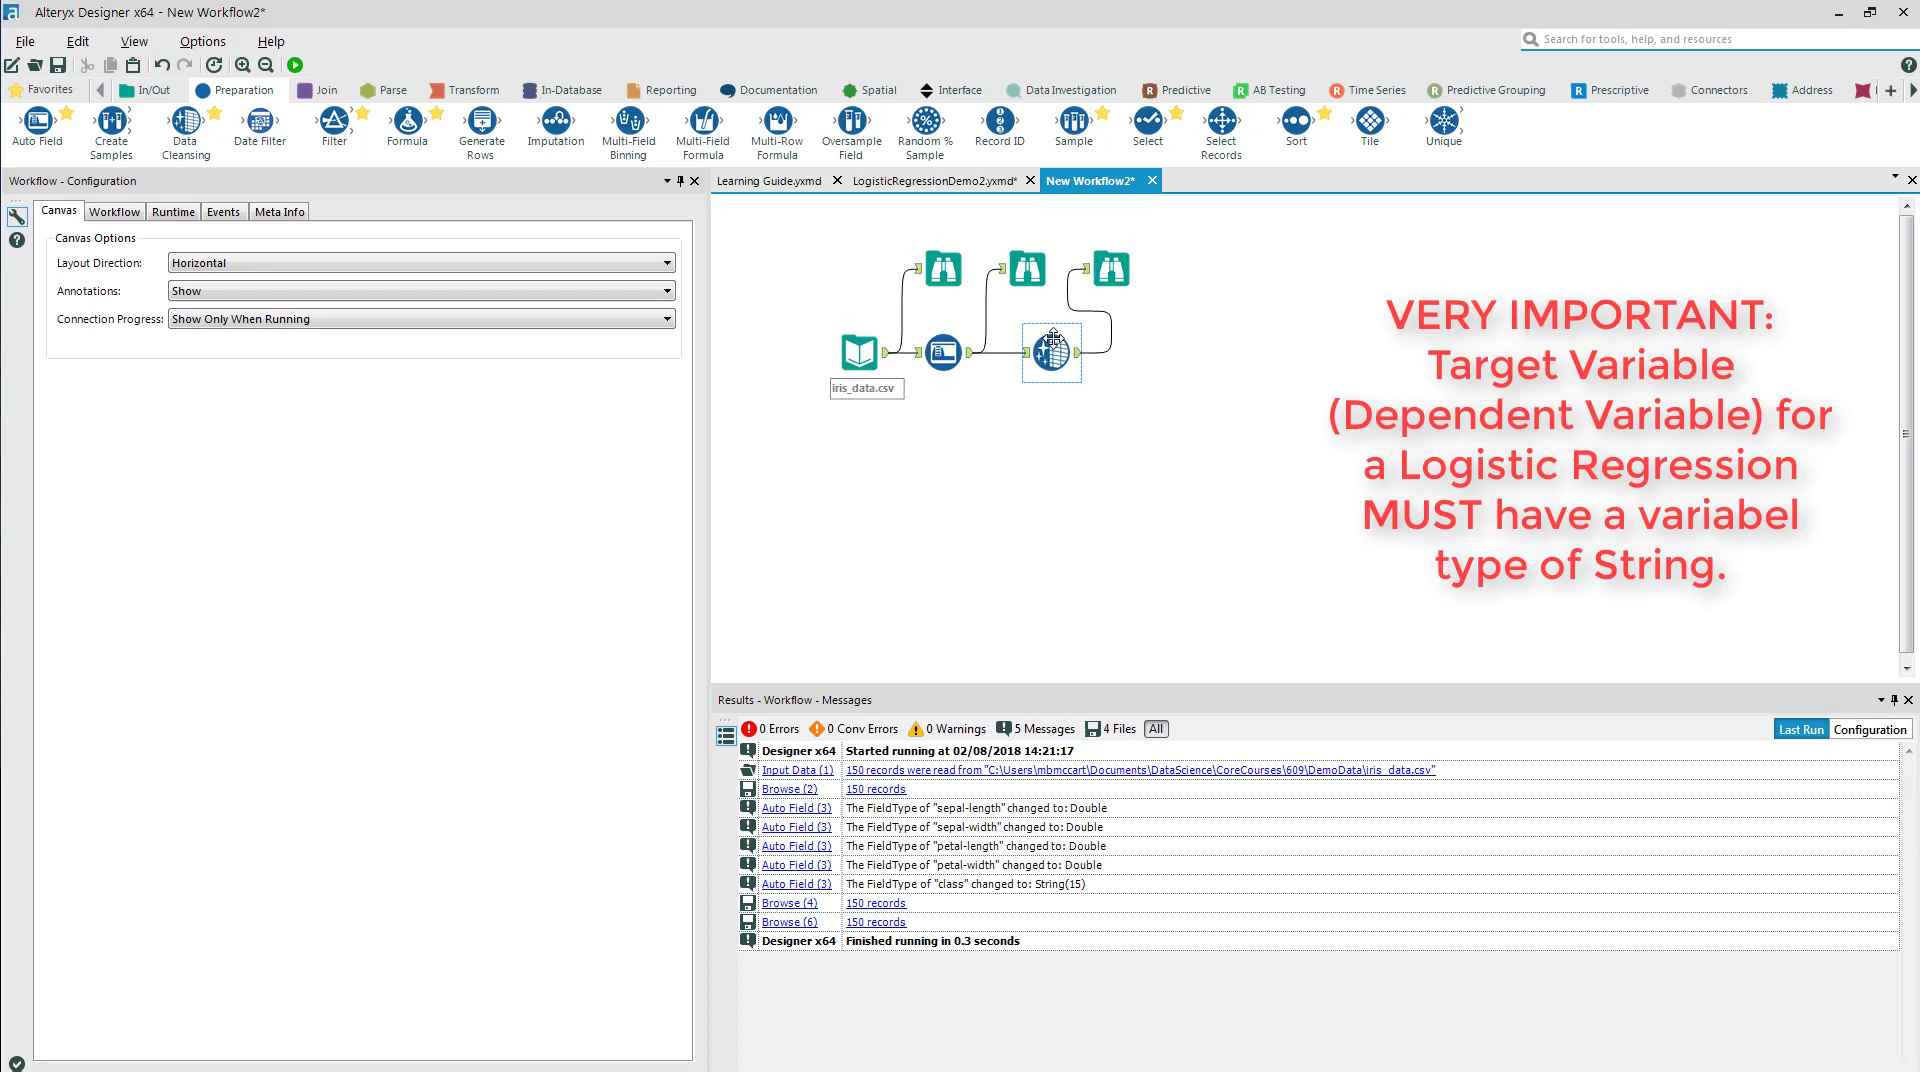 Alteryx Designer x64 - New Workflow2*
File Edit View Options Help
Search for tools, help, and resources
Favorites In/Out Preparation Join Parse Transform In-Database Reporting Documentation Spatial Interface Data Investigation Predictive AB Testing Time Series Predictive Grouping Prescriptive Connectors Address
Auto Field Create Samples Data Cleansing Date Filter Filter Formula Generate Rows Imputation Multi-Field Binning Multi-Field Formula Multi-Row Formula Oversample Field Random % Sample Record ID Sample Select Select Records Sort Tile Unique
Workflow - Configuration
Canvas Workflow Runtime Events Meta Info
Canvas Options
Layout Direction: Horizontal
Annotations: Show
Connection Progress: Show Only When Running
Learning Guide.yxmd LogisticRegressionDemo2.yxmd* New Workflow2*
iris_data.csv
VERY IMPORTANT:
Target Variable
(Dependent Variable) for
a Logistic Regression
MUST have a variabel
type of String.
Results - Workflow - Messages
0 Errors 0 Conv Errors 0 Warnings 5 Messages 4 Files All Last Run Configuration
Designer x64 Started running at 02/08/2018 14:21:17
Input Data (1) 150 records were read from "C:\Users\mbmccart\Documents\DataScience\CoreCourses\609\DemoData\iris_data.csv"
Browse (2) 150 records
Auto Field (3) The FieldType of "sepal-length" changed to: Double
Auto Field (3) The FieldType of "sepal-width" changed to: Double
Auto Field (3) The FieldType of "petal-length" changed to: Double
Auto Field (3) The FieldType of "petal-width" changed to: Double
Auto Field (3) The FieldType of "class" changed to: String(15)
Browse (4) 150 records
Browse (6) 150 records
Designer x64 Finished running in 0.3 seconds